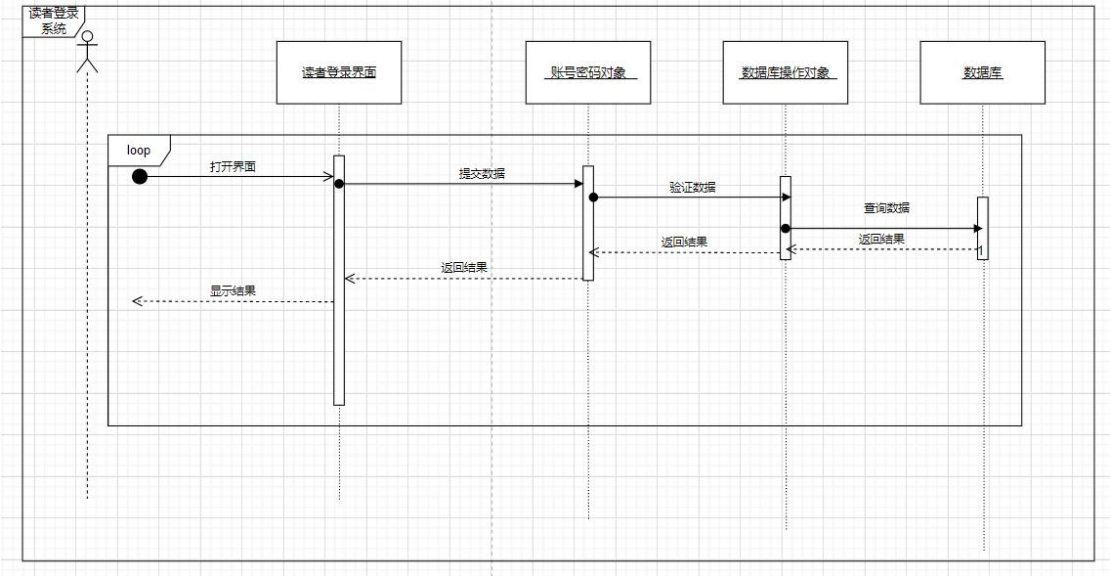 读者登录
系统
读者登录界面
账号密码对象
数据库操作对象
数据库
loop
打开界面
提交数据
验证数据
查询数据
返回结果
返回结果
返回结果
显示结果